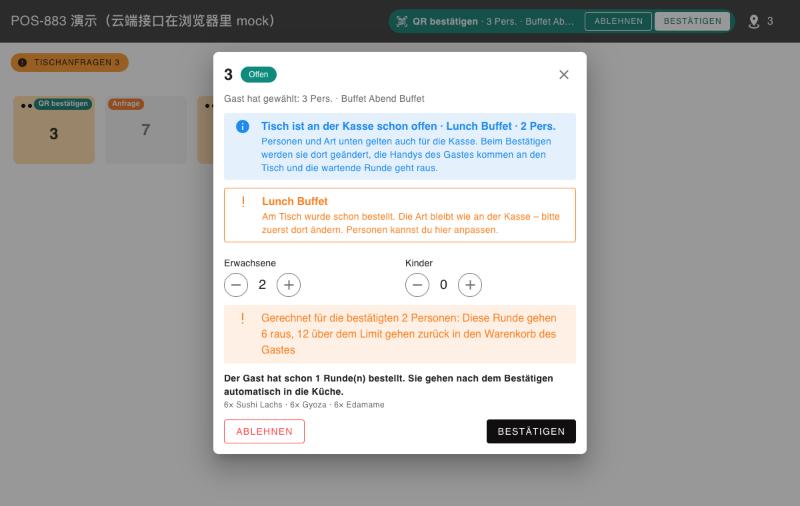 POS-883 演示（云端接口在浏览器里 mock）
QR bestätigen · 3 Pers. · Buffet Ab...
ABLEHNEN
BESTÄTIGEN
3
TISCHANFRAGEN 3
QR bestätigen
3
Anfrage
7
3
Offen
Gast hat gewählt: 3 Pers. · Buffet Abend Buffet
Tisch ist an der Kasse schon offen · Lunch Buffet · 2 Pers.
Personen und Art unten gelten auch für die Kasse. Beim Bestätigen
werden sie dort geändert, die Handys des Gastes kommen an den
Tisch und die wartende Runde geht raus.
Lunch Buffet
Am Tisch wurde schon bestellt. Die Art bleibt wie an der Kasse – bitte
zuerst dort ändern. Personen kannst du hier anpassen.
Erwachsene
2
Kinder
0
Gerechnet für die bestätigten 2 Personen: Diese Runde gehen
6 raus, 12 über dem Limit gehen zurück in den Warenkorb des
Gastes
Der Gast hat schon 1 Runde(n) bestellt. Sie gehen nach dem Bestätigen
automatisch in die Küche.
6× Sushi Lachs · 6× Gyoza · 6× Edamame
ABLEHNEN
BESTÄTIGEN